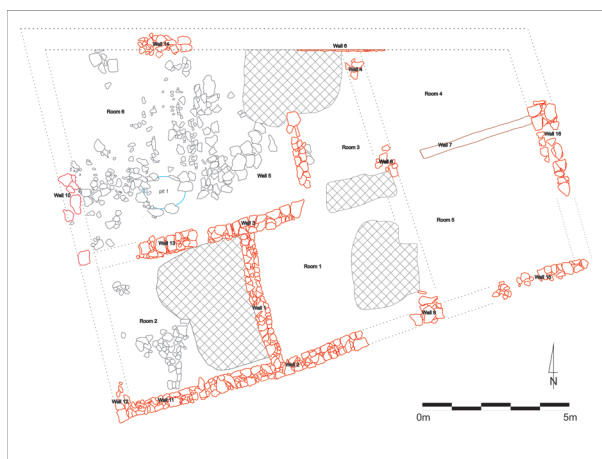 Wall 14
Wall 6
Wall 4
Room 4
Room 6
Wall 16
Wall 7
Room 3
Wall 8
Wall 5
pit 1
Wall 10
Wall 3
Room 5
Wall 13
Room 1
Wall 15
Wall 1
Wall 9
Room 2
Wall 2
Wall 11
Wall 12
N
0m
5m